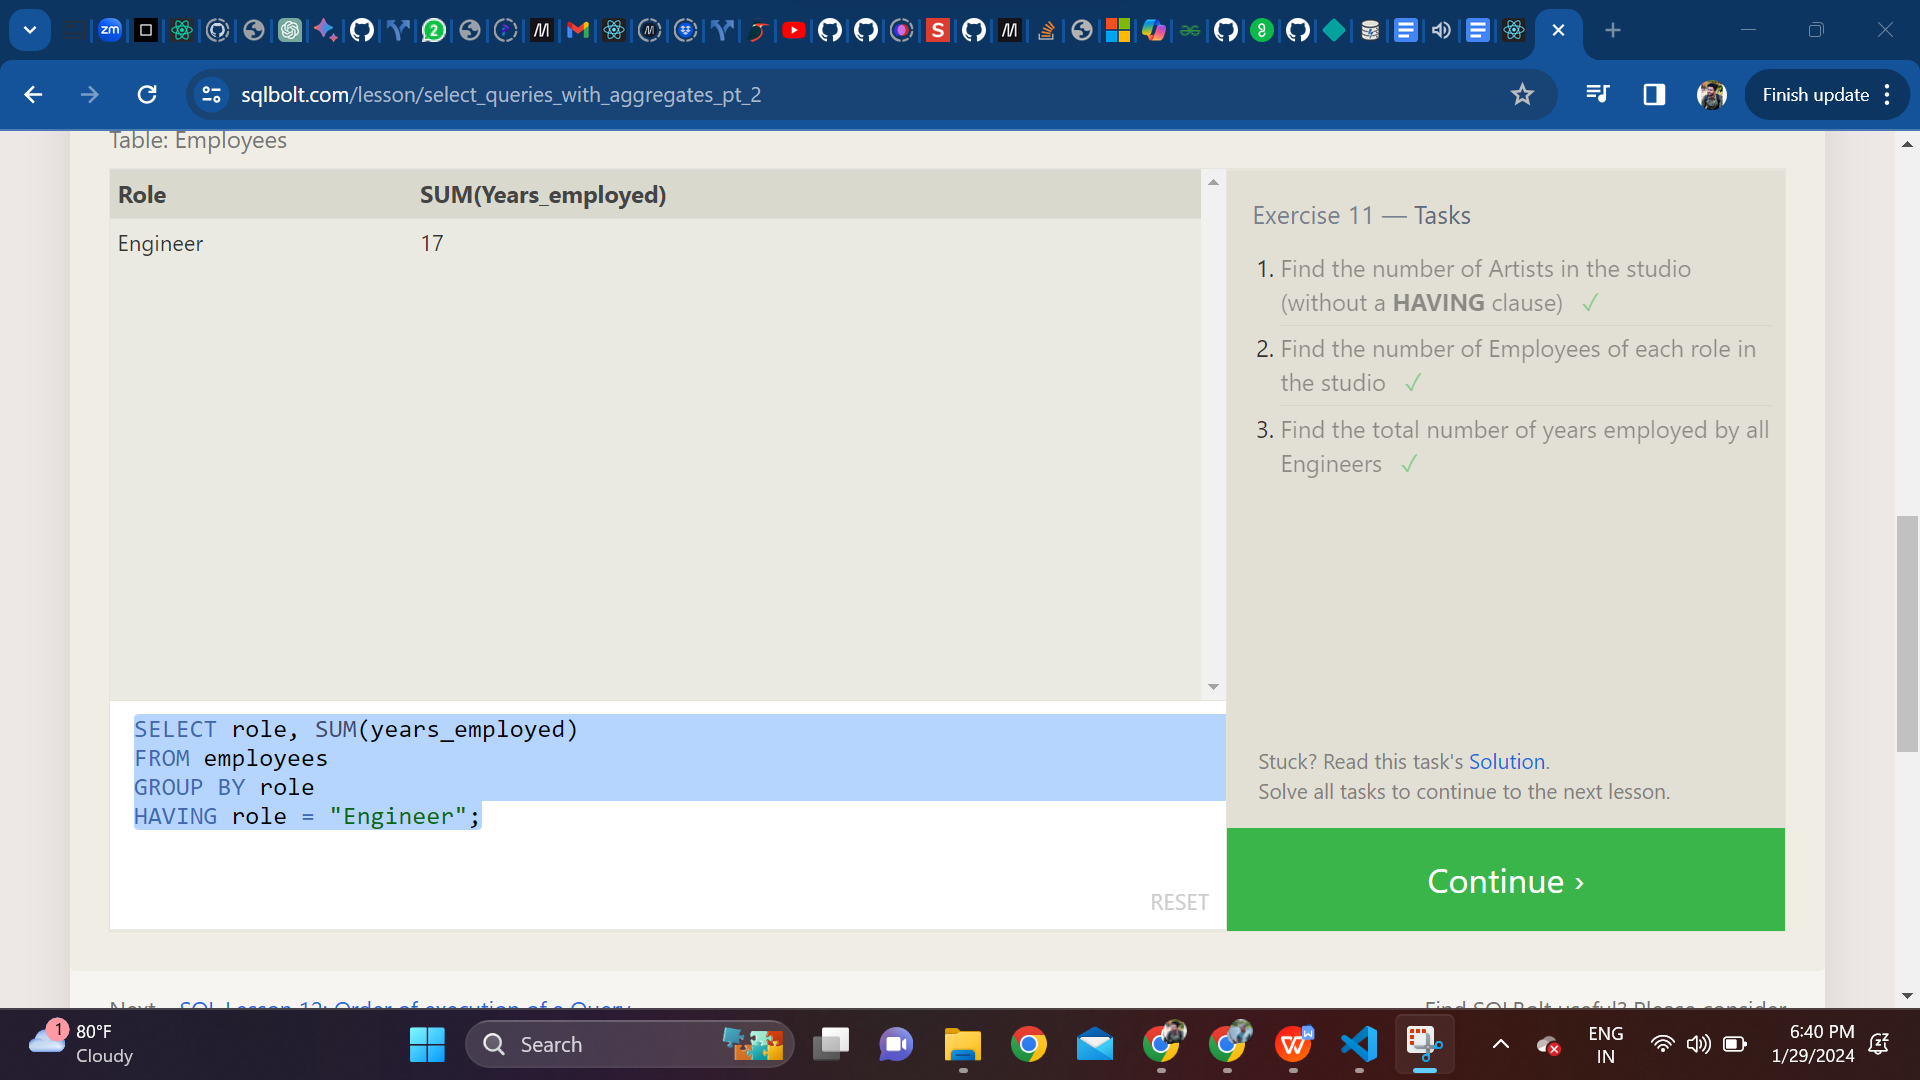 zm
2
S
sqlbolt.com/lesson/select_queries_with_aggregates_pt_2
Finish update
Table: Employees
Role SUM(Years_employed)
Engineer 17
Exercise 11 — Tasks
1. Find the number of Artists in the studio
(without a HAVING clause) ✓
2. Find the number of Employees of each role in
the studio ✓
3. Find the total number of years employed by all
Engineers ✓
SELECT role, SUM(years_employed)
FROM employees
GROUP BY role
HAVING role = "Engineer";
RESET
Stuck? Read this task's Solution.
Solve all tasks to continue to the next lesson.
Continue ›
Next – SQL Lesson 12: Order of execution of a Query
Find SQLBolt useful? Please consider
1
80°F
Cloudy
Search
ENG
IN
6:40 PM
1/29/2024